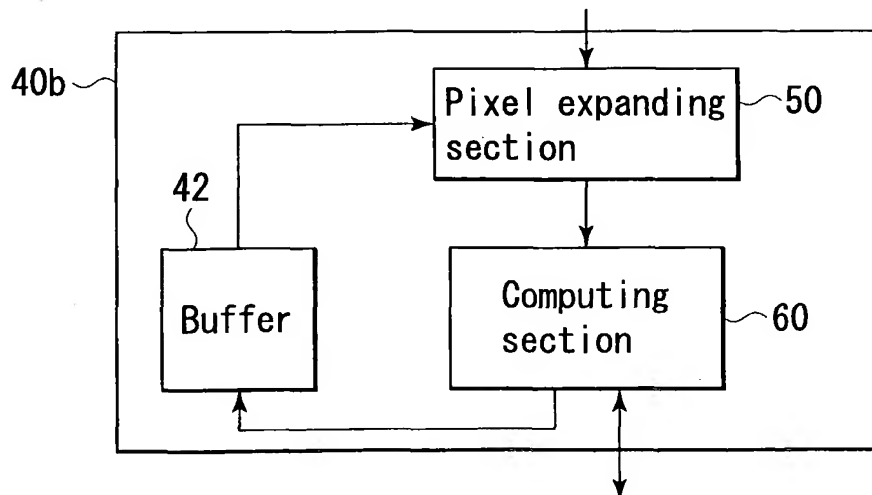 40b
Pixel expanding
section
50
42
Buffer
Computing
section
60